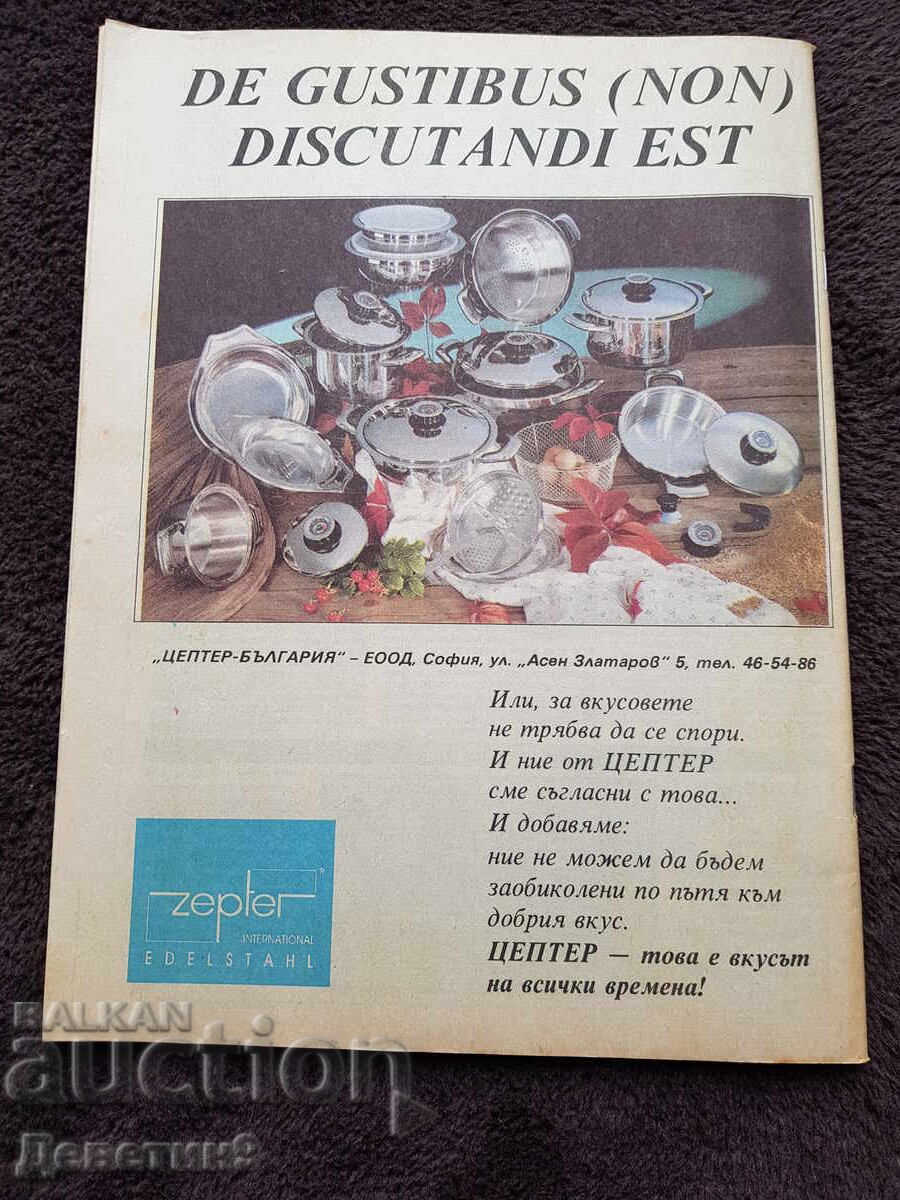 DE GUSTIBUS (NON)
DISCUTANDI EST
„ЦЕПТЕР-БЪЛГАРИЯ" – ЕООД, София, ул. „Асен Златаров" 5, тел. 46-54-86
Или, за вкусовете
не трябва да се спори.
И ние от ЦЕПТЕР
сме съгласни с това...
И добавяме:
ние не можем да бъдем
заобиколени по пътя към
добрия вкус.
ЦЕПТЕР — това е вкусът
на всички времена!
zepter
INTERNATIONAL
EDELSTAHL
BALKAN
auction
Деветик9